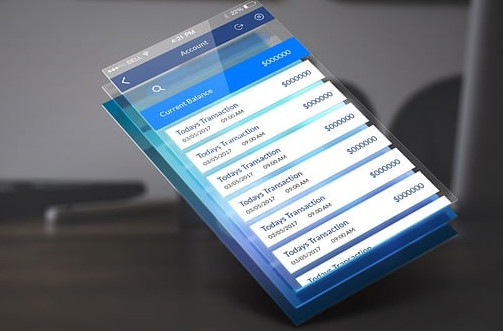 BELL 4:21 PM 22%
Account
Current Balance $000000
Todays Transaction $000000
03/05/2017 09:00 AM
Todays Transaction $000000
03/05/2017 09:00 AM
Todays Transaction $000000
03/05/2017 09:00 AM
Todays Transaction $000000
03/05/2017 09:00 AM
Todays Transaction $000000
03/05/2017 09:00 AM
Todays Transaction $000000
03/05/2017 09:00 AM
Todays Transaction